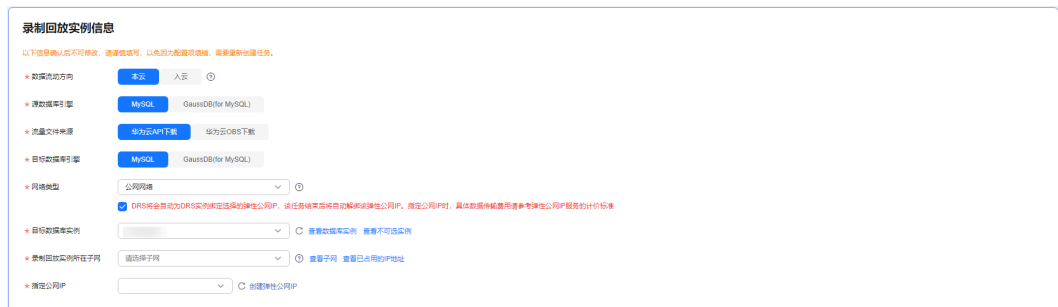 录制回放实例信息
以下信息确认后不可修改，请谨慎填写，以免因为配置项填错，需要重新创建任务。
* 数据流动方向 本云 入云
* 源数据库引擎 MySQL GaussDB(for MySQL)
* 流量文件来源 华为云API下载 华为云OBS下载
* 目标数据库引擎 MySQL GaussDB(for MySQL)
* 网络类型 公网网络
DRS将会自动为DRS实例绑定选择的弹性公网IP，该任务结束后将自动解绑该弹性公网IP。指定公网IP时，具体数据传输费用请参考弹性公网IP服务的计价标准
* 目标数据库实例 查看数据库实例 查看不可选实例
* 录制回放实例所在子网 请选择子网 查看子网 查看已占用的IP地址
* 指定公网IP 创建弹性公网IP